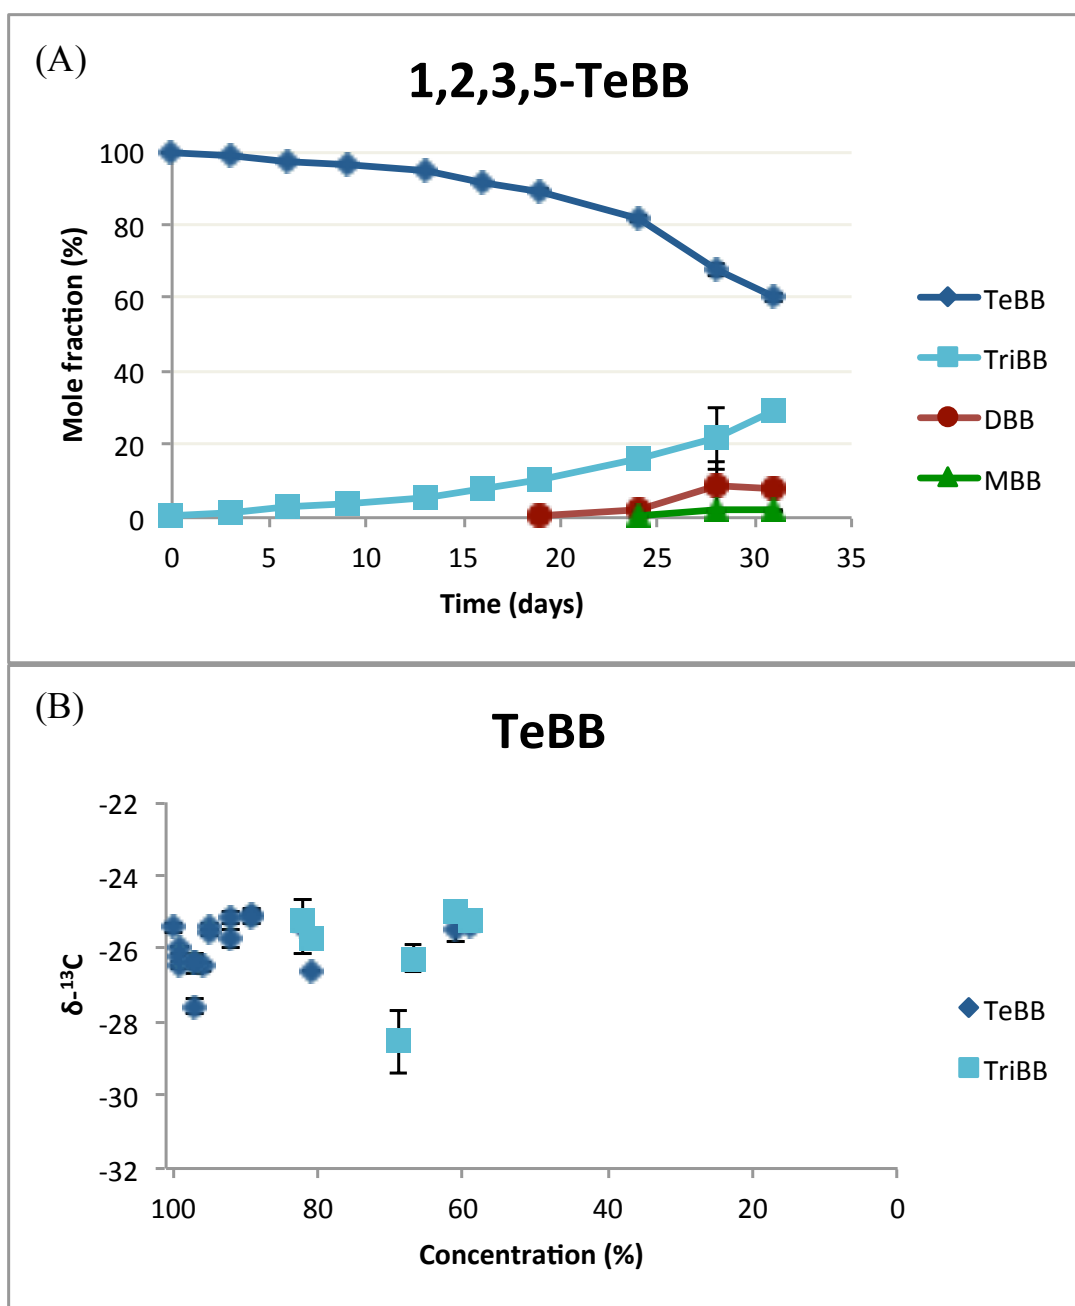 (A)
1,2,3,5-TeBB
Mole fraction (%)
100
80
60
40
20
0
0 5 10 15 20 25 30 35
Time (days)
TeBB
TriBB
DBB
MBB
(B)
TeBB
δ-¹³C
-22
-24
-26
-28
-30
-32
100 80 60 40 20 0
Concentration (%)
TeBB
TriBB